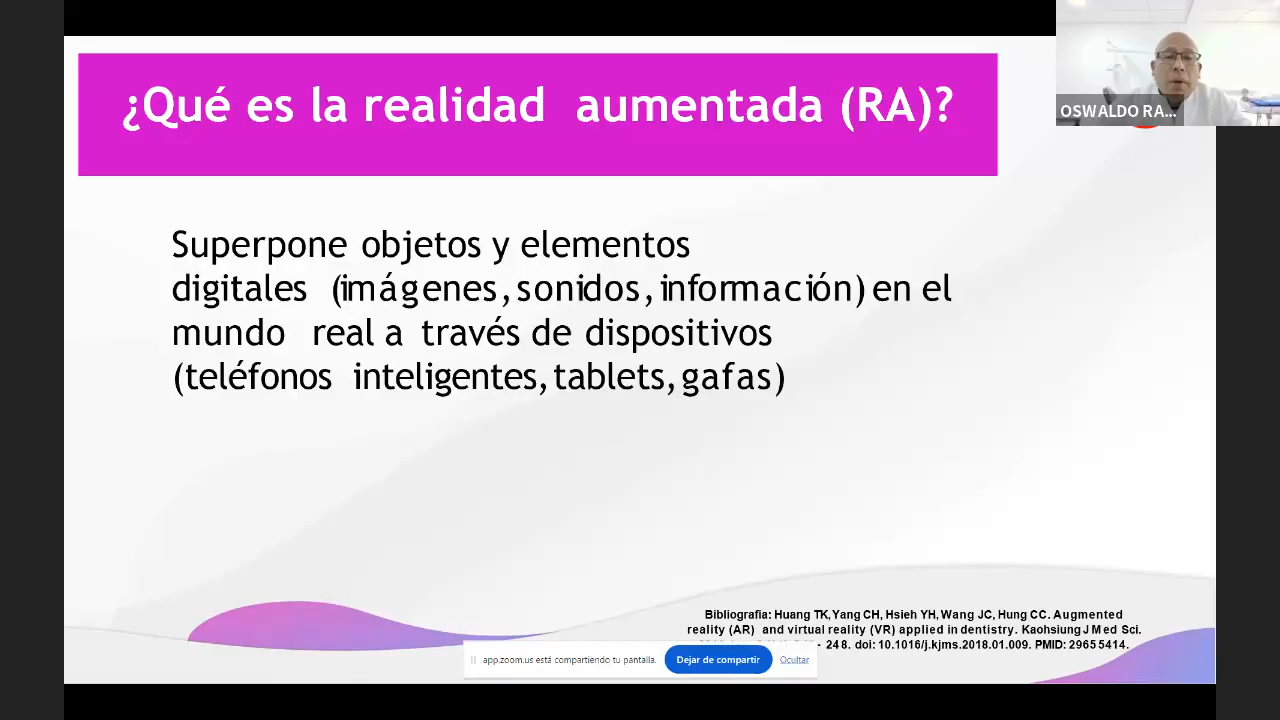 ¿Qué es la realidad aumentada (RA)?
OSWALDO RA...
Superpone objetos y elementos
digitales (imágenes, sonidos, información) en el
mundo real a través de dispositivos
(teléfonos inteligentes, tablets, gafas)
Bibliografía: Huang TK, Yang CH, Hsieh YH, Wang JC, Hung CC. Augmented
reality (AR) and virtual reality (VR) applied in dentistry. Kaohsiung J Med Sci.
- 248. doi: 10.1016/j.kjms.2018.01.009. PMID: 29655414.
app.zoom.us está compartiendo tu pantalla. Dejar de compartir Ocultar